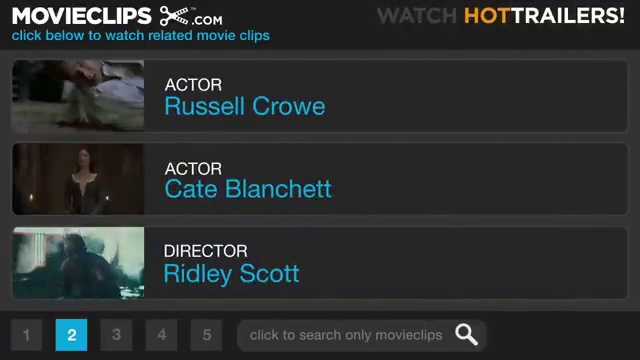 MOVIECLIPS .COM
WATCH HOTTRAILERS!
click below to watch related movie clips
ACTOR
Russell Crowe
ACTOR
Cate Blanchett
DIRECTOR
Ridley Scott
1 2 3 4 5 click to search only movieclips